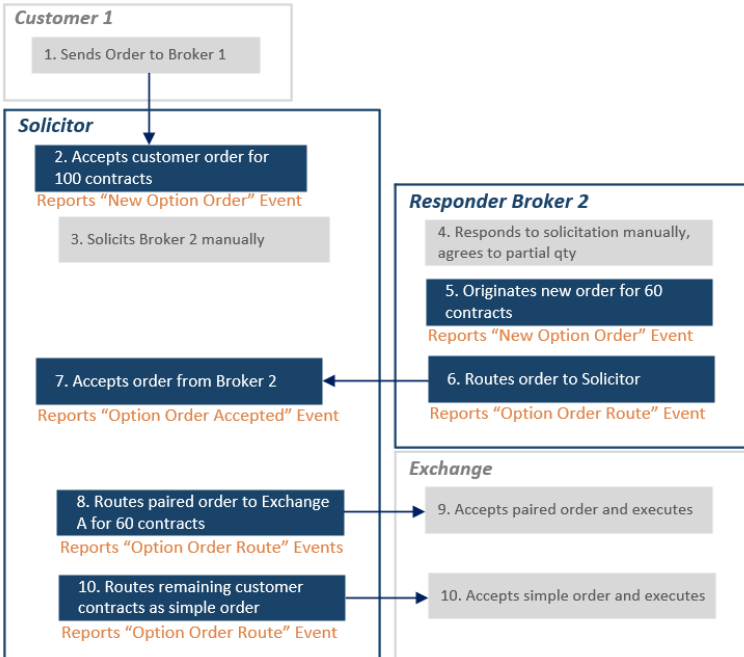 Customer 1
1. Sends Order to Broker 1
Solicitor
2. Accepts customer order for
100 contracts
Reports “New Option Order” Event
3. Solicits Broker 2 manually
Responder Broker 2
4. Responds to solicitation manually,
agrees to partial qty
5. Originates new order for 60
contracts
Reports “New Option Order” Event
7. Accepts order from Broker 2
6. Routes order to Solicitor
Reports “Option Order Accepted” Event
Reports “Option Order Route” Event
Exchange
8. Routes paired order to Exchange
A for 60 contracts
9. Accepts paired order and executes
Reports “Option Order Route” Events
10. Routes remaining customer
contracts as simple order
10. Accepts simple order and executes
Reports “Option Order Route” Event